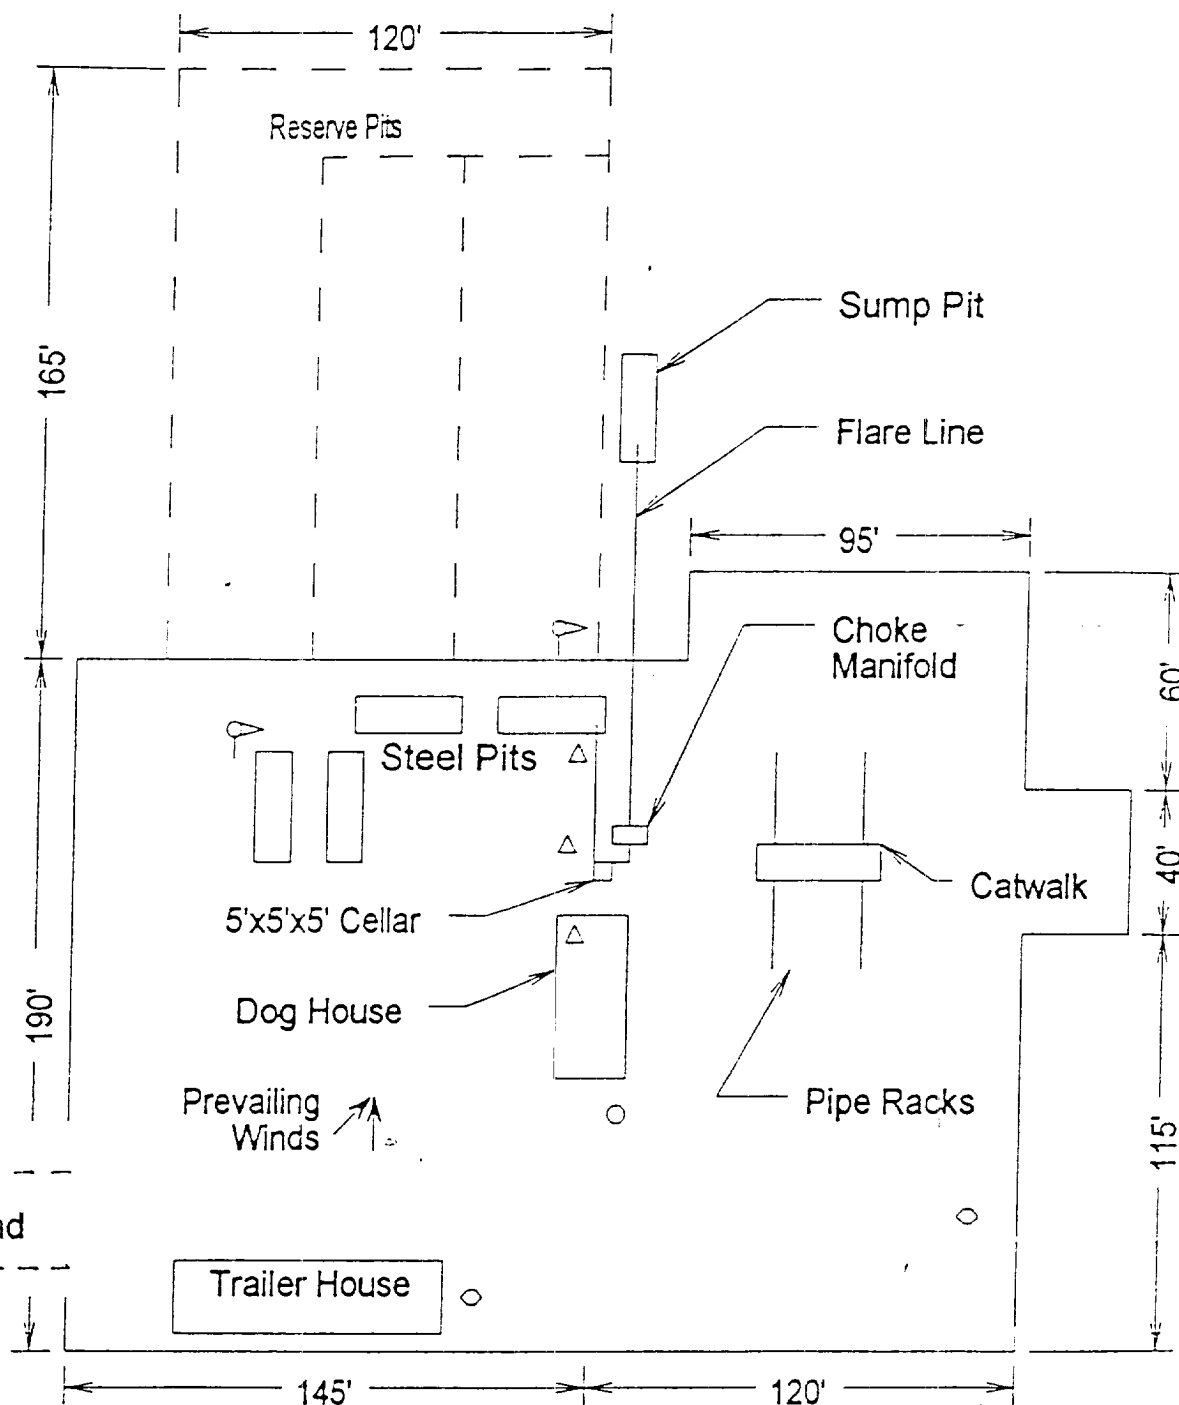 120'
Reserve Pits
165'
Sump Pit
Flare Line
95'
Choke
Manifold
60'
Steel Pits
40'
Catwalk
5'x5'x5' Cellar
190'
Dog House
Prevailing
Winds
Pipe Racks
115'
Trailer House
145'
120'